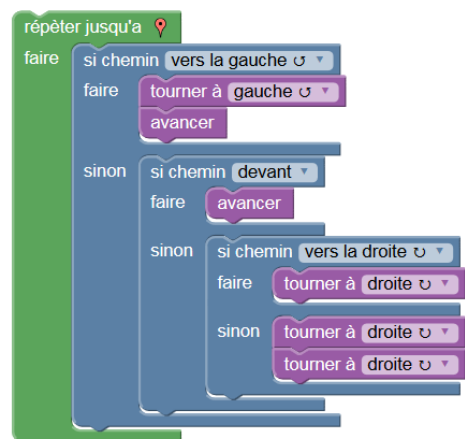 répèter jusqu'a
faire si chemin vers la gauche ↺
faire tourner à gauche ↺
avancer
sinon si chemin devant
faire avancer
sinon si chemin vers la droite ↻
faire tourner à droite ↻
sinon tourner à droite ↻
tourner à droite ↻